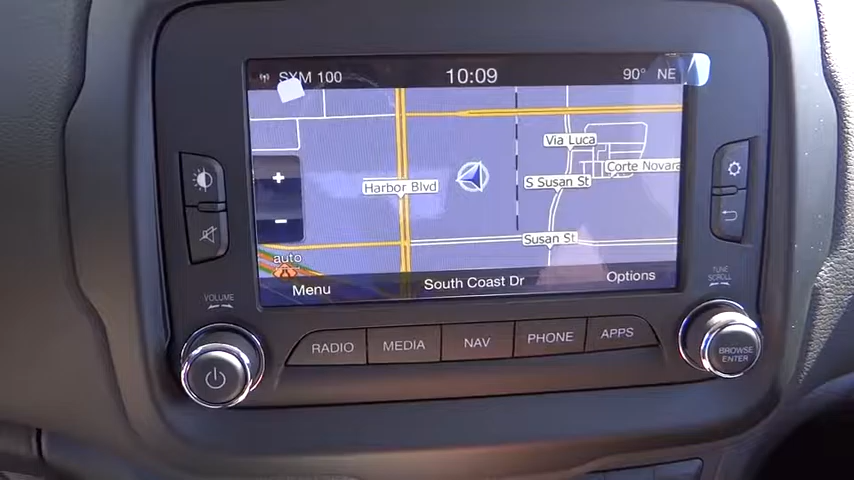 SXM 100 10:09 90° NE
Via Luca
Corte Novara
Harbor Blvd
S Susan St
Susan St
auto
Menu South Coast Dr Options
VOLUME
TUNE
SCROLL
RADIO MEDIA NAV PHONE APPS
BROWSE
ENTER